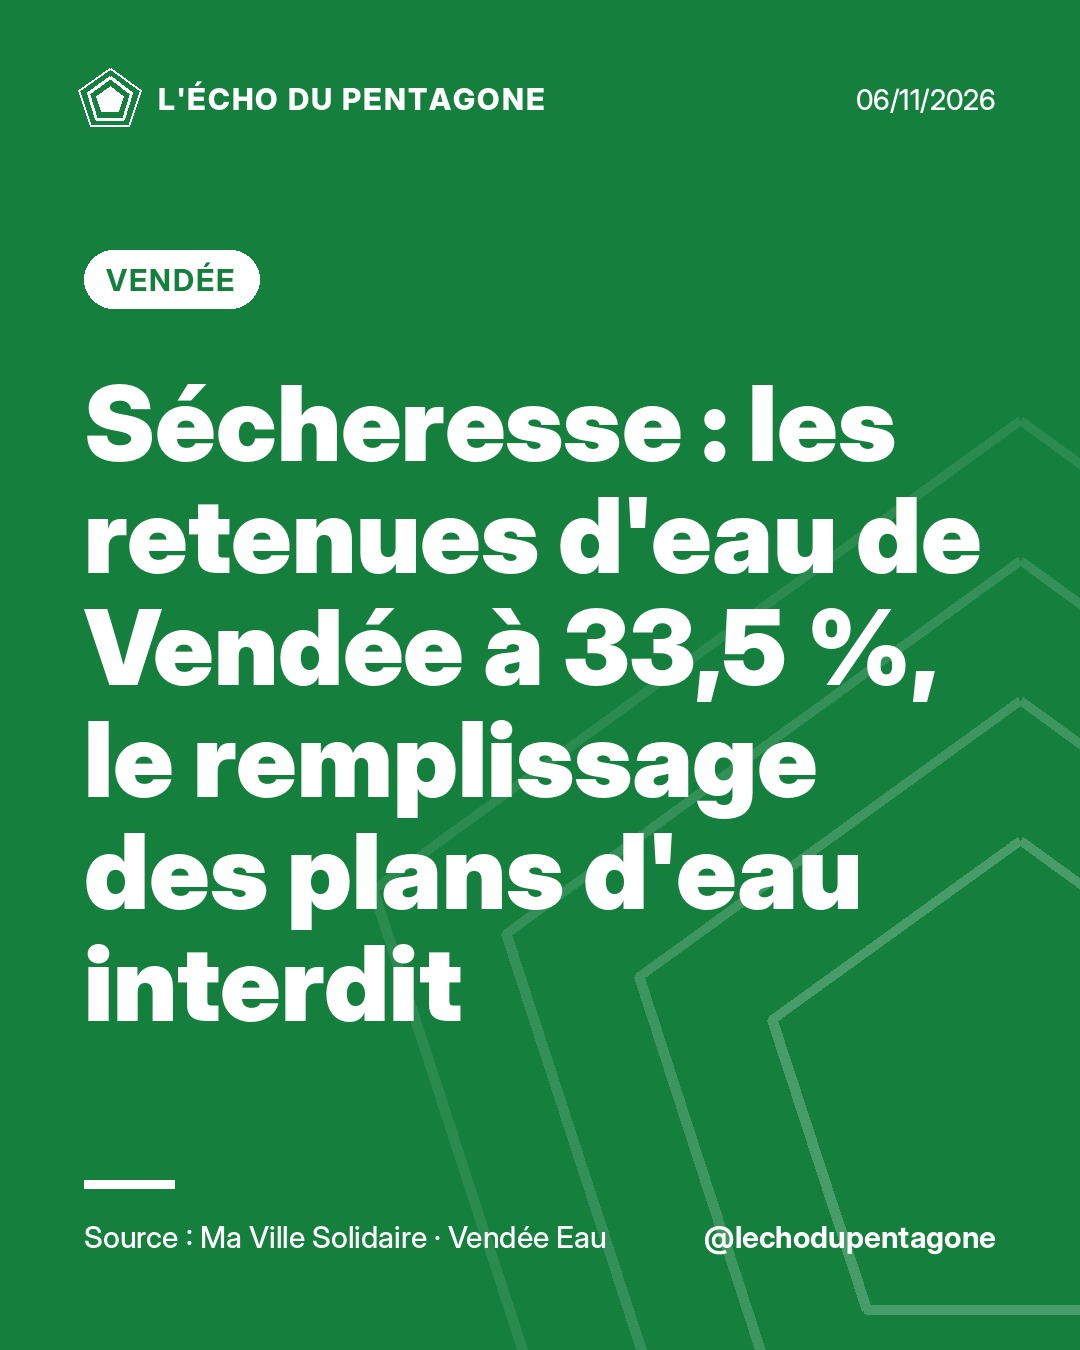 L'ÉCHO DU PENTAGONE
06/11/2026
VENDÉE
Sécheresse : les
retenues d'eau de
Vendée à 33,5 %,
le remplissage
des plans d'eau
interdit
Source : Ma Ville Solidaire · Vendée Eau
@lechodupentagone